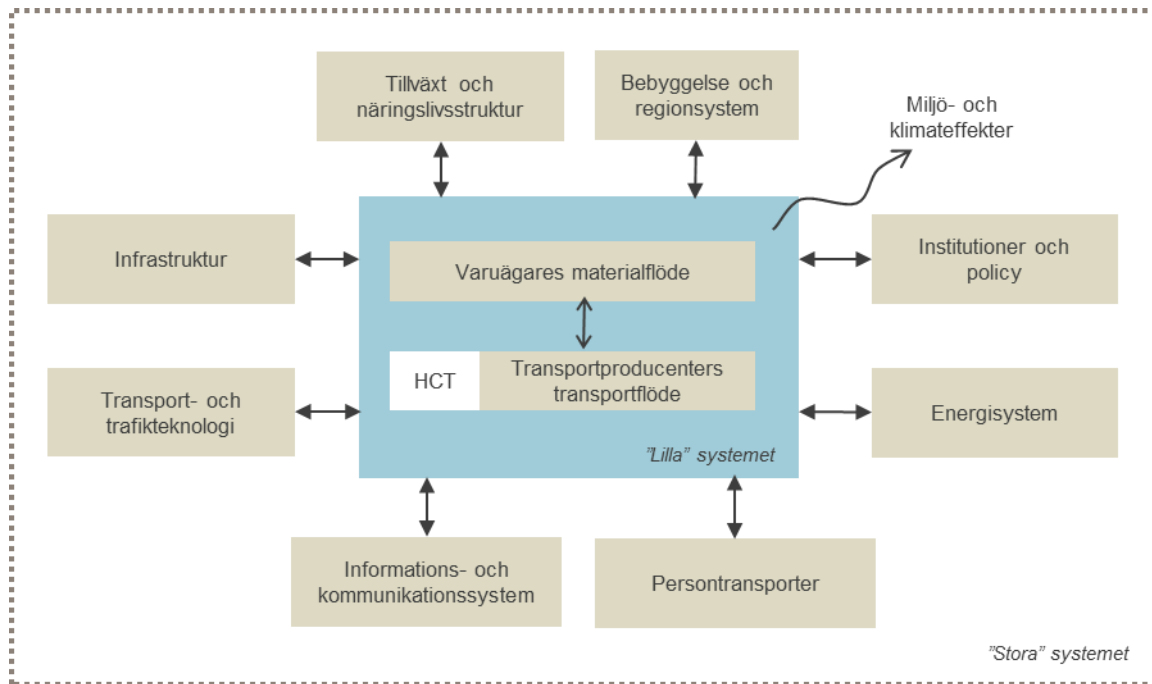 Tillväxt och
näringslivsstruktur
Bebyggelse och
regionsystem
Miljö- och
klimateffekter
Infrastruktur
Varuägares materialflöde
Institutioner och
policy
Transport- och
trafikteknologi
HCT
Transportproducenters
transportflöde
Energisystem
”Lilla” systemet
Informations- och
kommunikationssystem
Persontransporter
”Stora” systemet